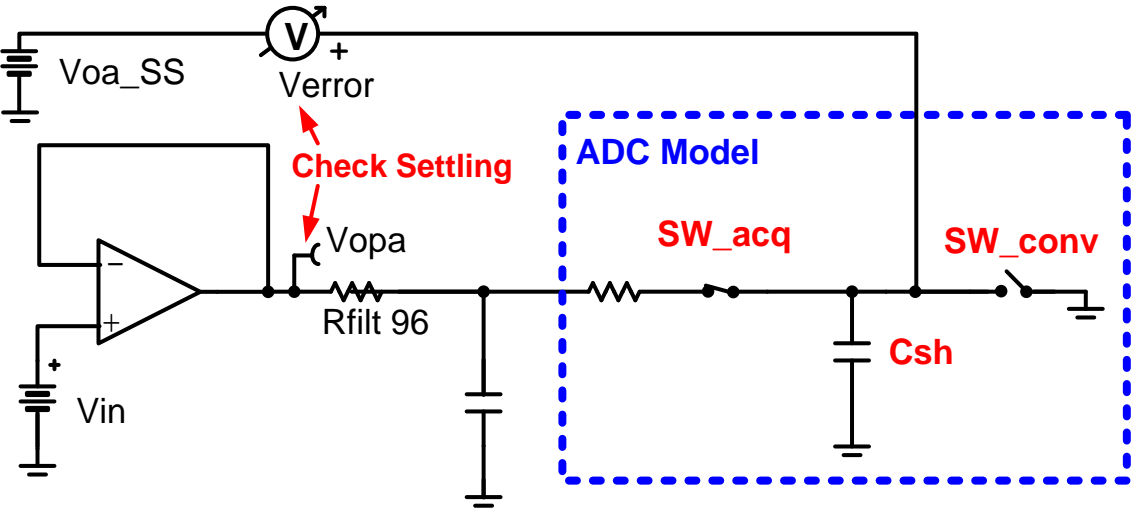 V
+
Voa_SS
Verror
Check Settling
ADC Model
Vopa
SW_acq
SW_conv
−
Rfilt 96
+
Csh
+
Vin